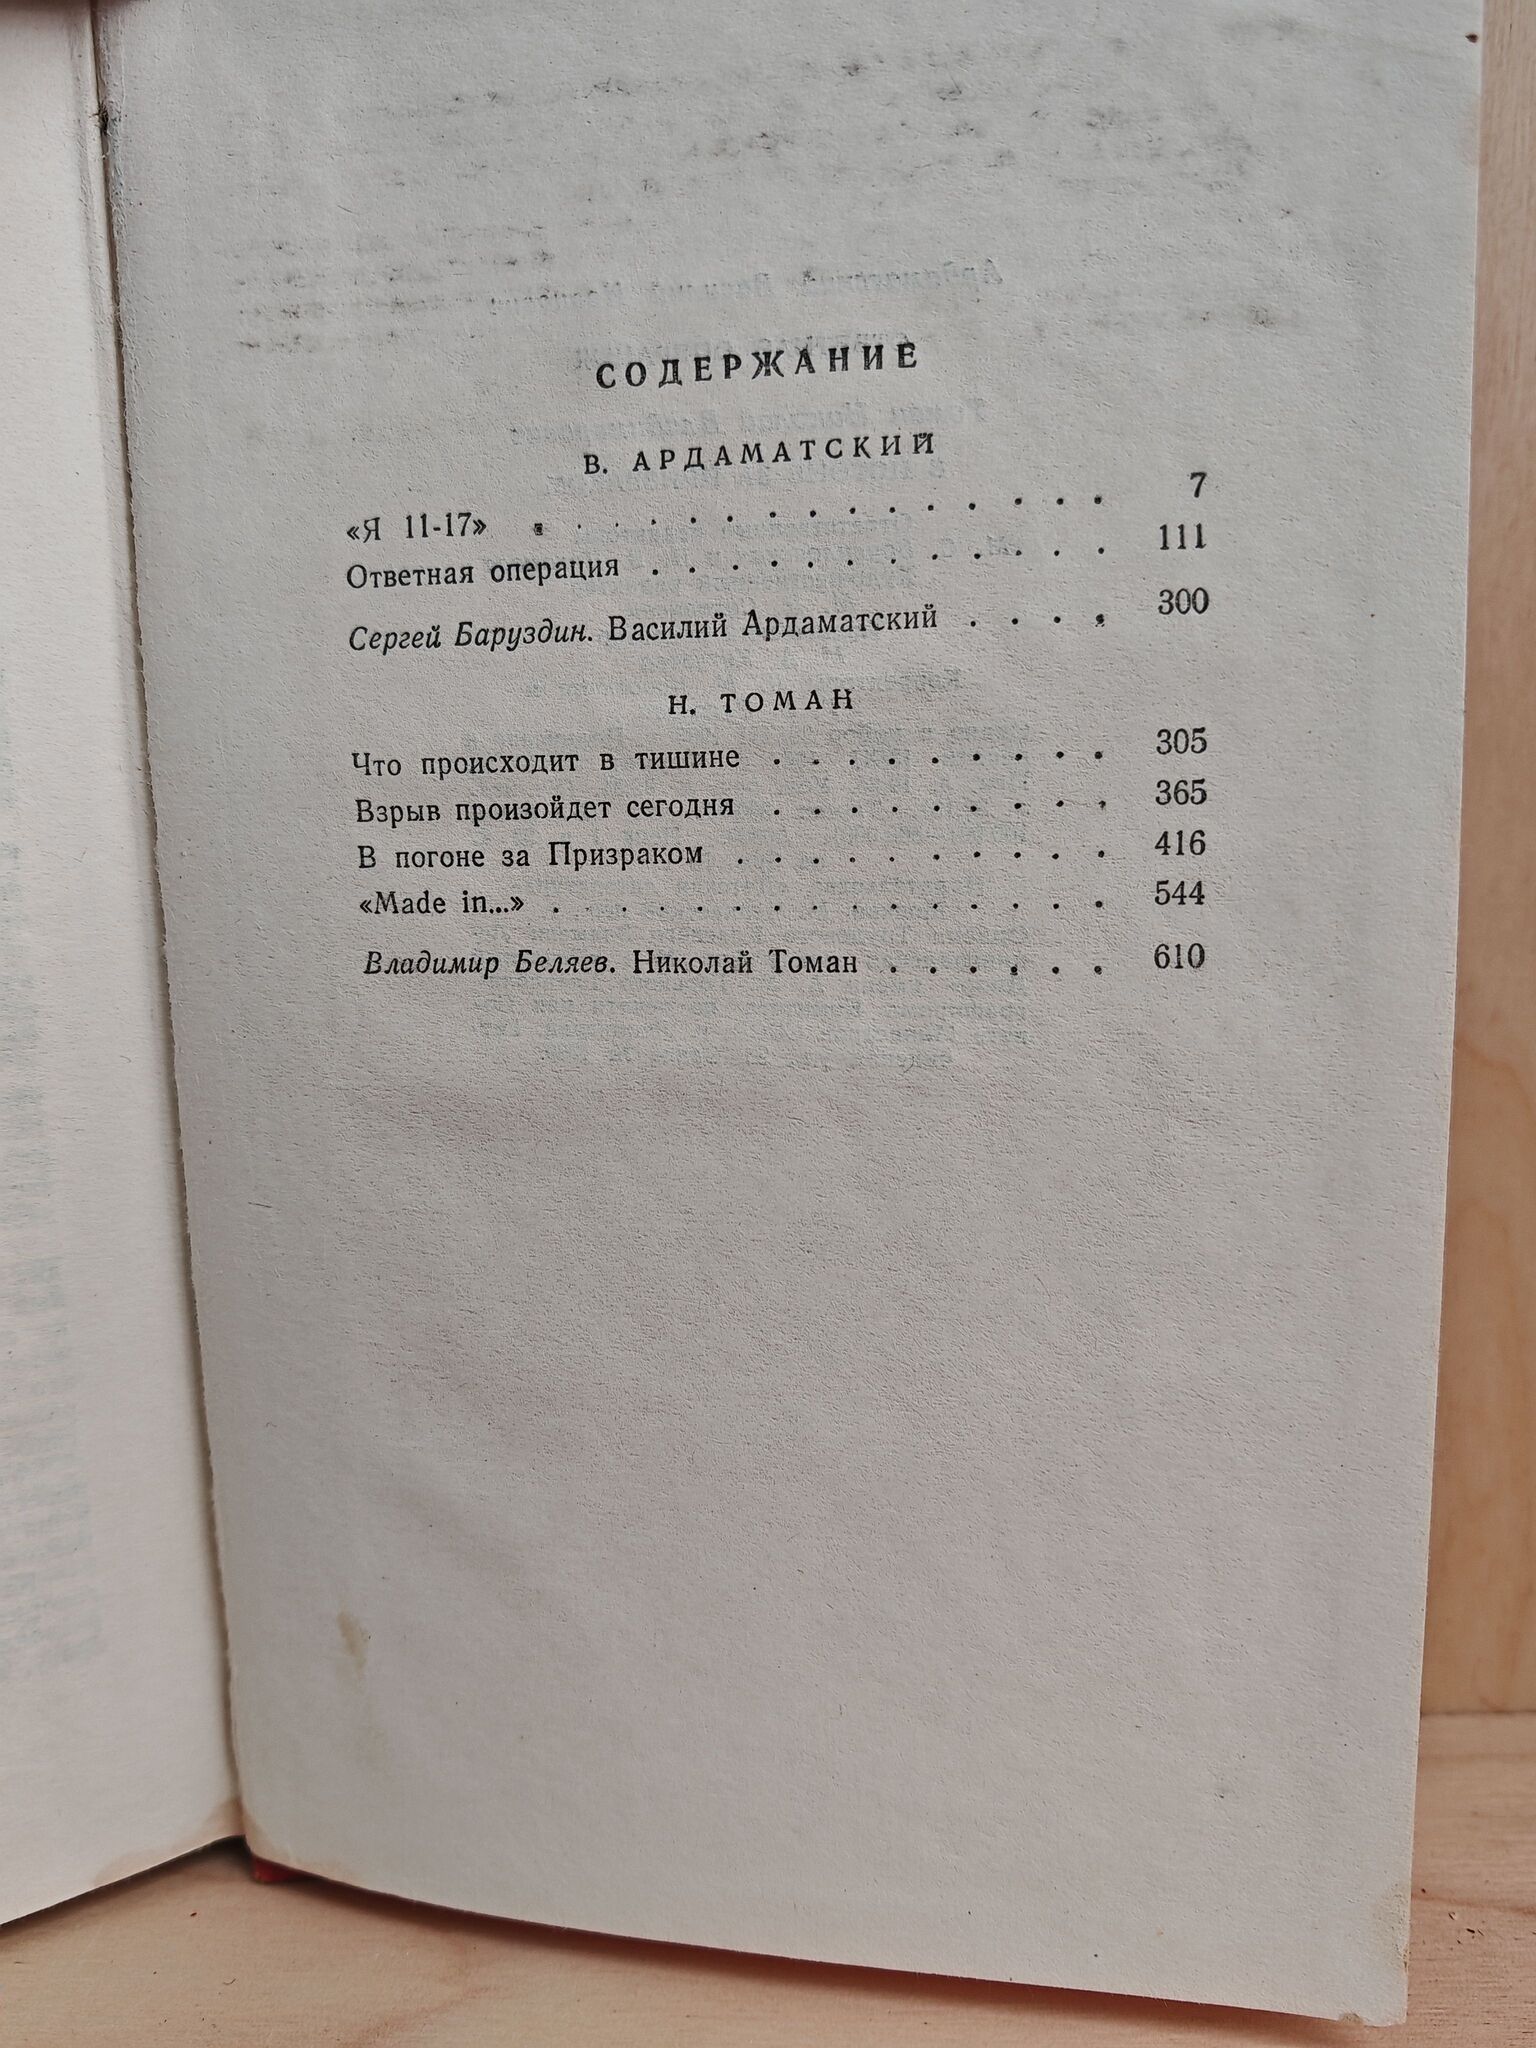 СОДЕРЖАНИЕ
В. АРДАМАТСКИЙ
«Я 11-17» . . . . . . . . . . . . . . . 7
Ответная операция . . . . . . . . . . . . 111
Сергей Баруздин. Василий Ардаматский . . . . 300
Н. ТОМАН
Что происходит в тишине . . . . . . . . . 305
Взрыв произойдет сегодня . . . . . . . . . 365
В погоне за Призраком . . . . . . . . . . 416
«Made in...» . . . . . . . . . . . . . . 544
Владимир Беляев. Николай Томан . . . . . . 610